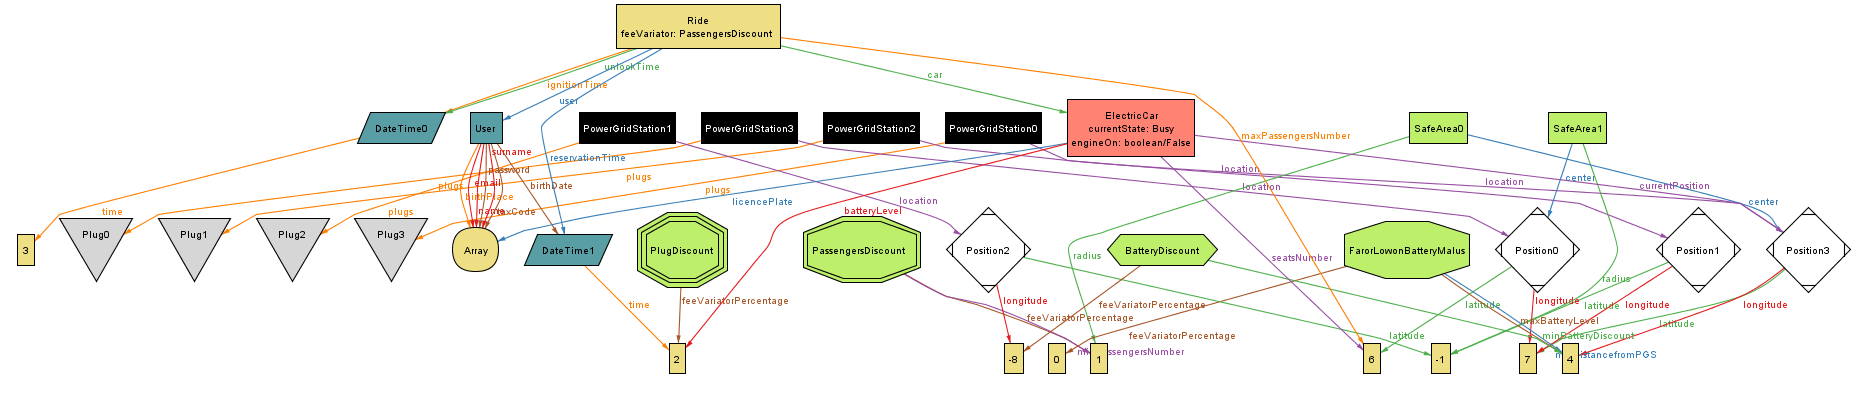 Ride
feeVariator: PassengersDiscount
unlockTime
car
ignitionTime
user
DateTime0
User
PowerGridStation1
PowerGridStation3
PowerGridStation2
PowerGridStation0
ElectricCar
currentState: Busy
engineOn: boolean/False
maxPassengersNumber
SafeArea0
SafeArea1
surname
reservationTime
password
location
plugs
email
birthDate
plugs
plugs
location
location
center
currentPosition
birthPlace
licencePlate
location
center
time
plugs
name
taxCode
batteryLevel
3
Plug0
Plug1
Plug2
Plug3
Array
DateTime1
PlugDiscount
PassengersDiscount
Position2
BatteryDiscount
FarorLowonBatteryMalus
Position0
Position1
Position3
radius
seatsNumber
radius
time
feeVariatorPercentage
longitude
feeVariatorPercentage
latitude
longitude
latitude
longitude
longitude
feeVariatorPercentage
maxBatteryLevel
latitude
feeVariatorPercentage
latitude
minBatteryDiscount
2
-8
0
1
6
-1
7
4